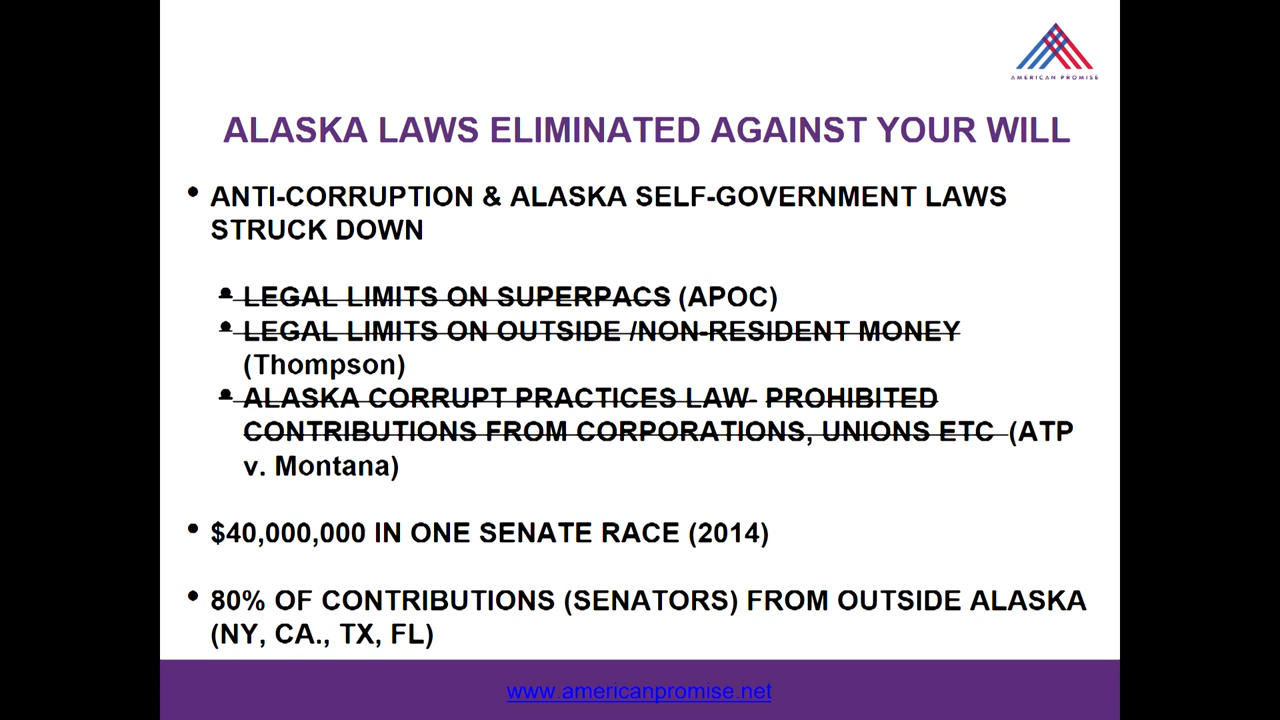 AMERICAN PROMISE
ALASKA LAWS ELIMINATED AGAINST YOUR WILL
• ANTI-CORRUPTION & ALASKA SELF-GOVERNMENT LAWS
STRUCK DOWN
• LEGAL LIMITS ON SUPERPACS (APOC)
• LEGAL LIMITS ON OUTSIDE /NON-RESIDENT MONEY
(Thompson)
• ALASKA CORRUPT PRACTICES LAW- PROHIBITED
CONTRIBUTIONS FROM CORPORATIONS, UNIONS ETC (ATP
v. Montana)
• $40,000,000 IN ONE SENATE RACE (2014)
• 80% OF CONTRIBUTIONS (SENATORS) FROM OUTSIDE ALASKA
(NY, CA., TX, FL)
www.americanpromise.net